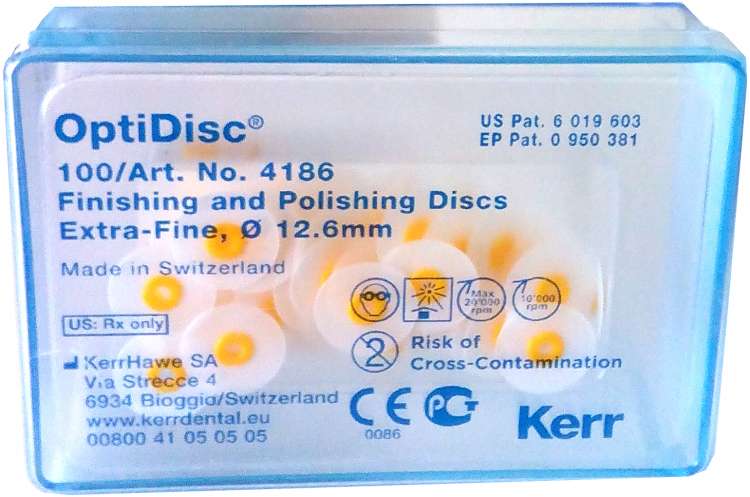 OptiDisc®
US Pat. 6 019 603
EP Pat. 0 950 381
100/Art. No. 4186
Finishing and Polishing Discs
Extra-Fine, Ø 12.6mm
Made in Switzerland
Max
20'000
rpm
10'000
rpm
US: Rx only
2
Risk of
Cross-Contamination
KerrHawe SA
Via Strecce 4
6934 Bioggio/Switzerland
www.kerrdental.eu
00800 41 05 05 05
CE
0086
Kerr